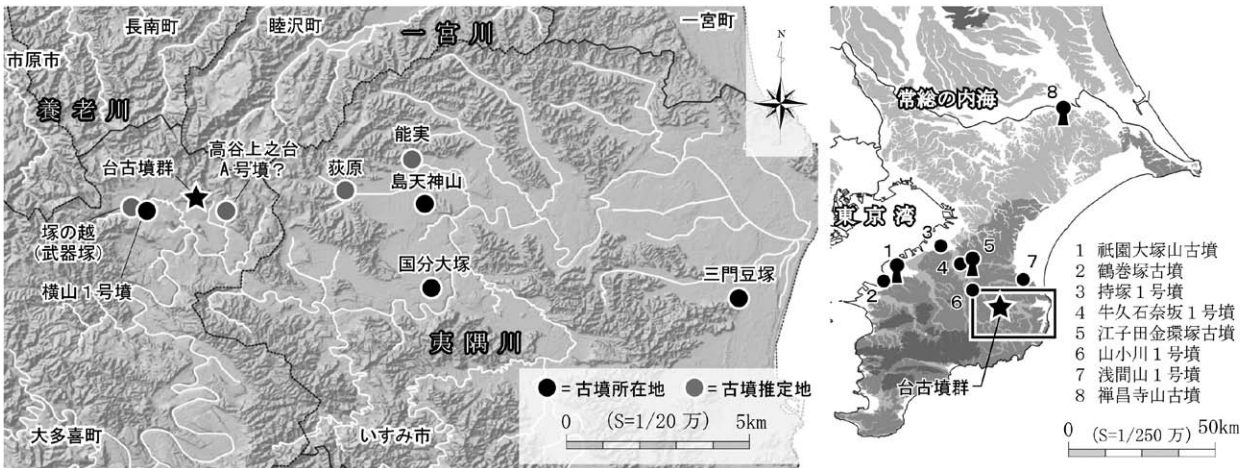 長南町
睦沢町
一宮川
一宮町
N
市原市
養老川
台古墳群
高谷上之台
A号墳？
能実
荻原
島天神山
塚の越
(武器塚)
横山１号墳
国分大塚
三門豆塚
夷隅川
大多喜町
いすみ市
●＝古墳所在地 ●＝古墳推定地
0 (S=1/20 万) 5km
常総の内海
東京湾
8
3
5
1
4
7
2
6
台古墳群
1 祇園大塚山古墳
2 鶴巻塚古墳
3 持塚１号墳
4 牛久石奈坂１号墳
5 江子田金環塚古墳
6 山小川１号墳
7 浅間山１号墳
8 禅昌寺山古墳
0 (S=1/250 万) 50km